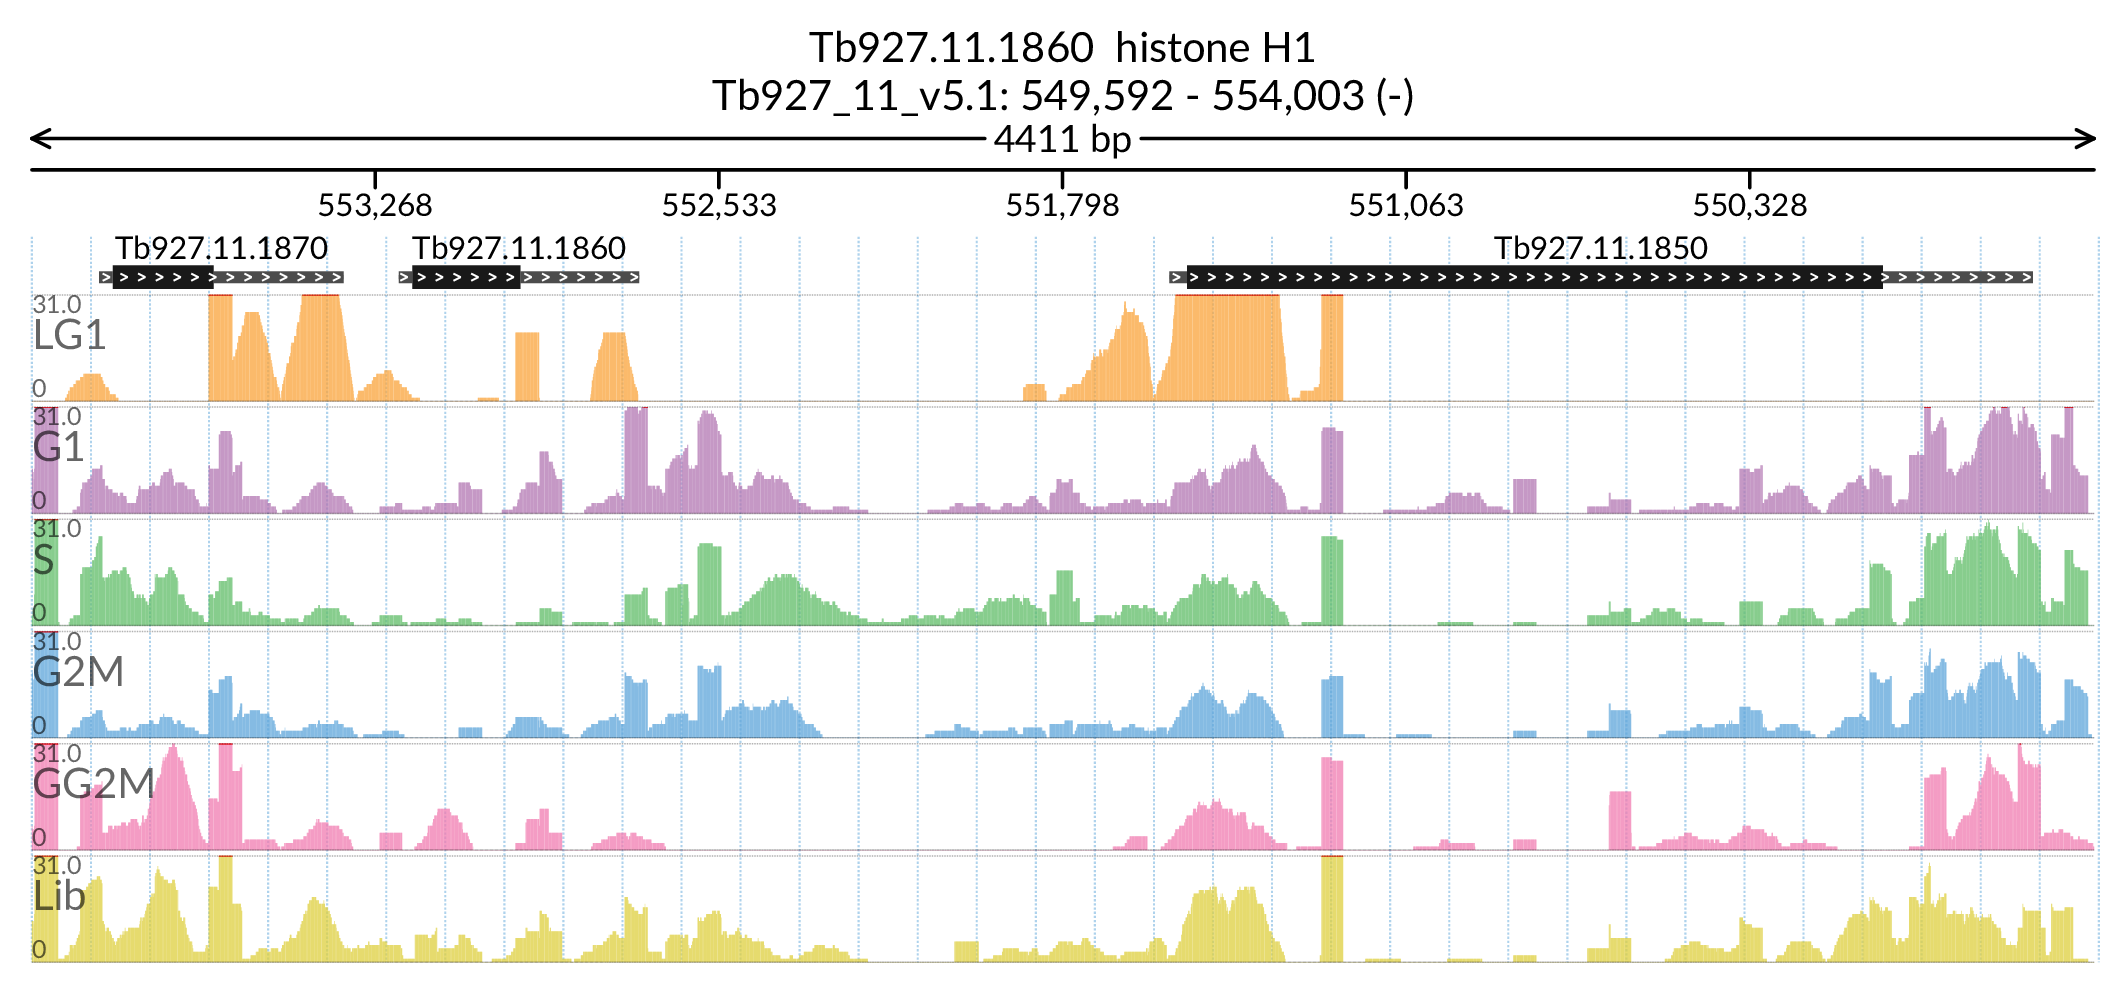 Tb927.11.1860  histone H1
Tb927_11_v5.1: 549,592 - 554,003 (-)
4411 bp
553,268 552,533 551,798 551,063 550,328
Tb927.11.1870 Tb927.11.1860 Tb927.11.1850
31.0
LG1
0
31.0
G1
0
31.0
S
0
31.0
G2M
0
31.0
GG2M
0
31.0
Lib
0